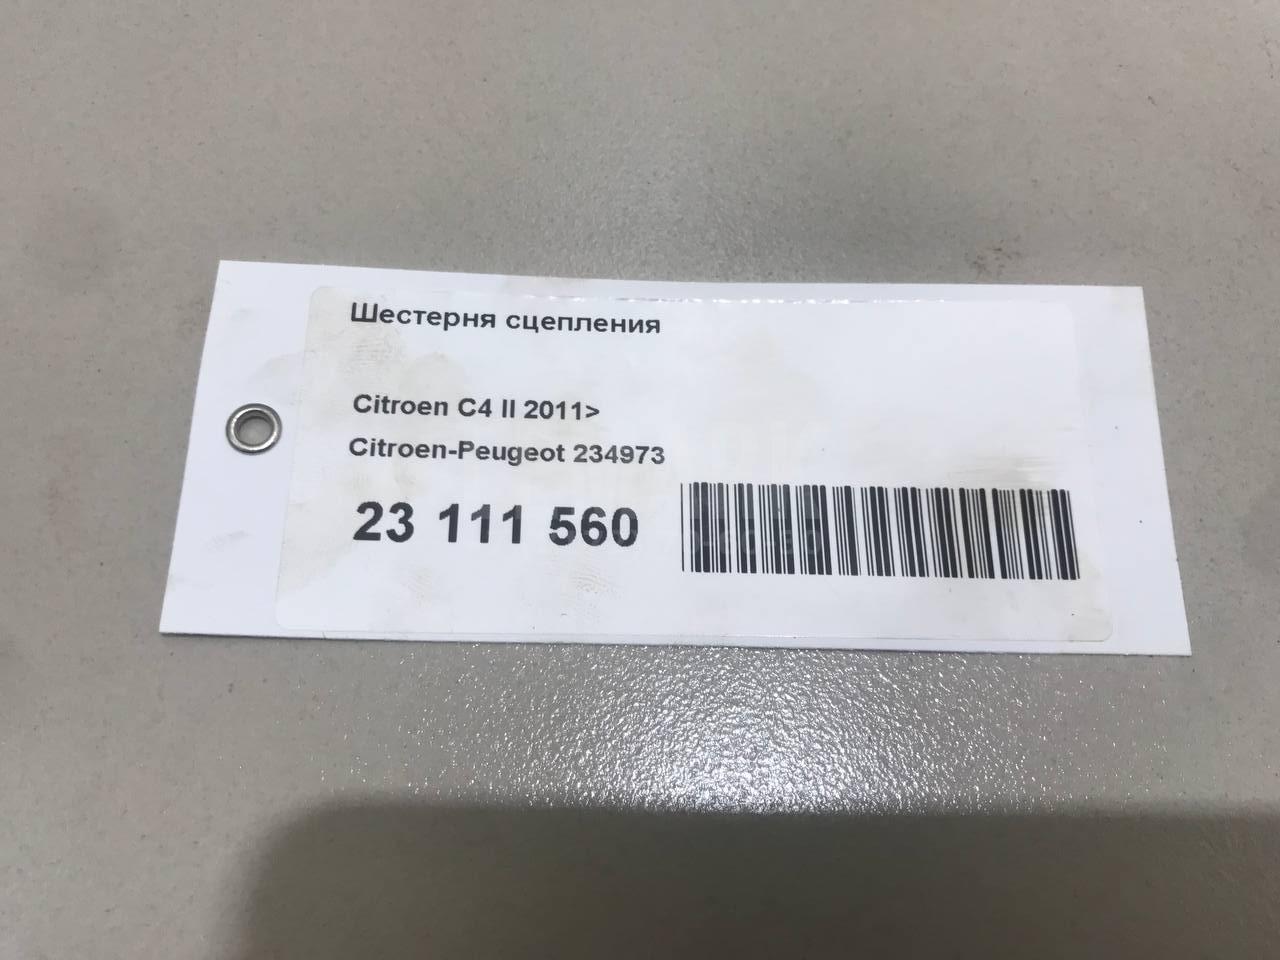 Шестерня сцепления
Citroen C4 II 2011>
Citroen-Peugeot 234973
23 111 560